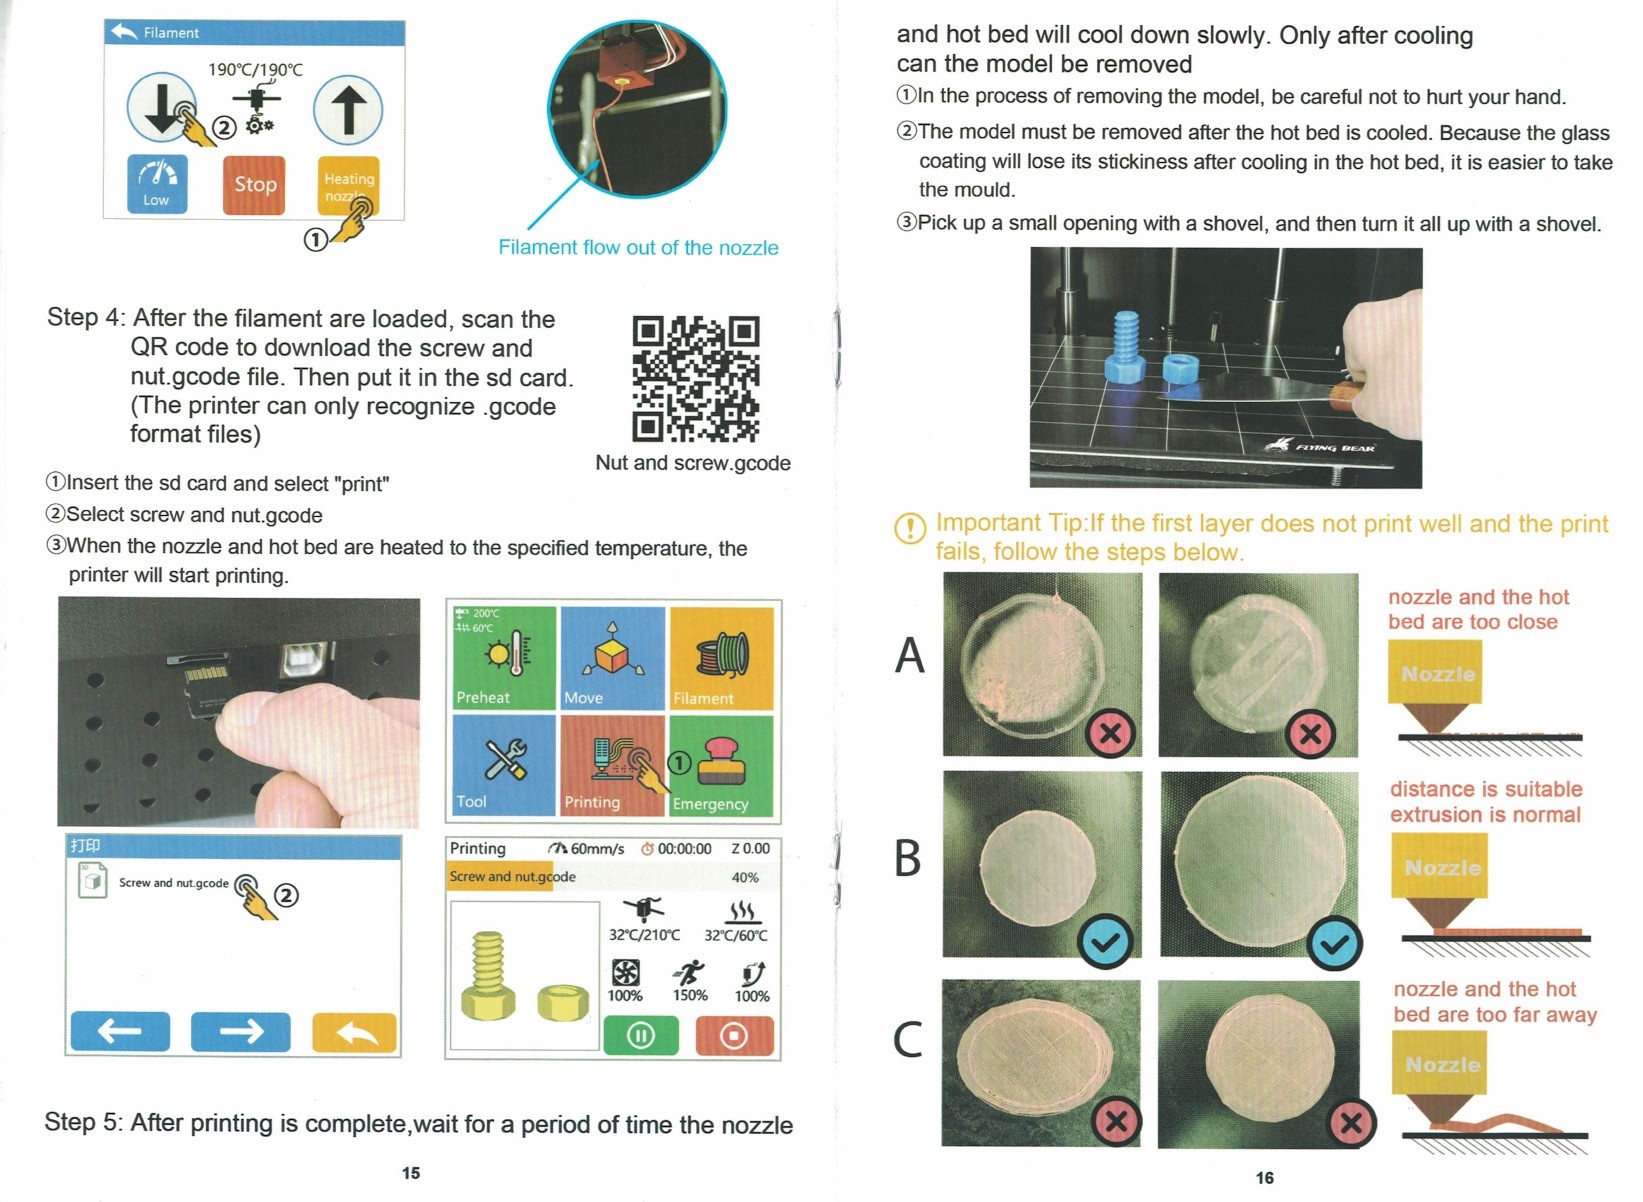 Filament
190℃/190℃
②
Low
Stop
Heating
nozzle
①
Filament flow out of the nozzle
Step 4: After the filament are loaded, scan the
QR code to download the screw and
nut.gcode file. Then put it in the sd card.
(The printer can only recognize .gcode
format files)
Nut and screw.gcode
①Insert the sd card and select "print"
②Select screw and nut.gcode
③When the nozzle and hot bed are heated to the specified temperature, the
printer will start printing.
200℃
60℃
Preheat
Move
Filament
Tool
Printing
①
Emergency
打印
Screw and nut.gcode
②
Printing 60mm/s 00:00:00 Z 0.00
Screw and nut.gcode 40%
32℃/210℃ 32℃/60℃
100% 150% 100%
Step 5: After printing is complete,wait for a period of time the nozzle
15
and hot bed will cool down slowly. Only after cooling
can the model be removed
①In the process of removing the model, be careful not to hurt your hand.
②The model must be removed after the hot bed is cooled. Because the glass
coating will lose its stickiness after cooling in the hot bed, it is easier to take
the mould.
③Pick up a small opening with a shovel, and then turn it all up with a shovel.
FLYING BEAR
Important Tip:If the first layer does not print well and the print
fails, follow the steps below.
A
nozzle and the hot
bed are too close
Nozzle
B
distance is suitable
extrusion is normal
Nozzle
C
nozzle and the hot
bed are too far away
Nozzle
16